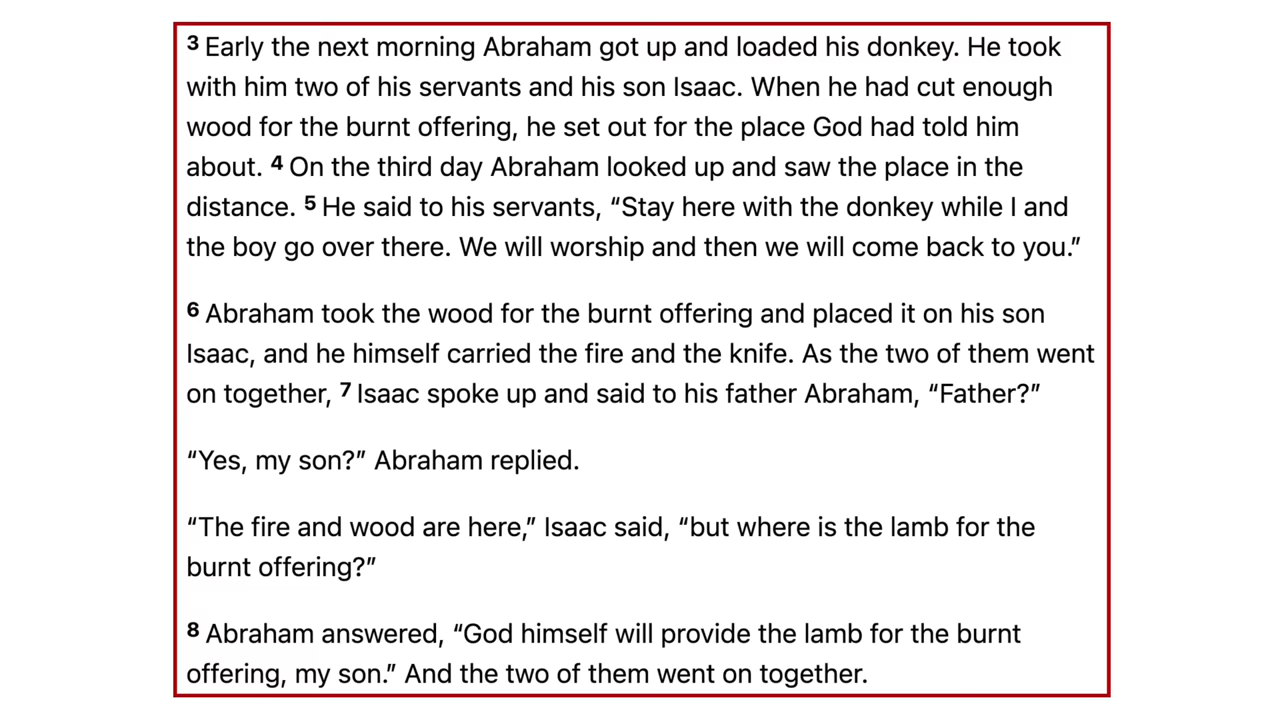 3 Early the next morning Abraham got up and loaded his donkey. He took
with him two of his servants and his son Isaac. When he had cut enough
wood for the burnt offering, he set out for the place God had told him
about. 4 On the third day Abraham looked up and saw the place in the
distance. 5 He said to his servants, “Stay here with the donkey while I and
the boy go over there. We will worship and then we will come back to you.”
6 Abraham took the wood for the burnt offering and placed it on his son
Isaac, and he himself carried the fire and the knife. As the two of them went
on together, 7 Isaac spoke up and said to his father Abraham, “Father?”
“Yes, my son?” Abraham replied.
“The fire and wood are here,” Isaac said, “but where is the lamb for the
burnt offering?”
8 Abraham answered, “God himself will provide the lamb for the burnt
offering, my son.” And the two of them went on together.